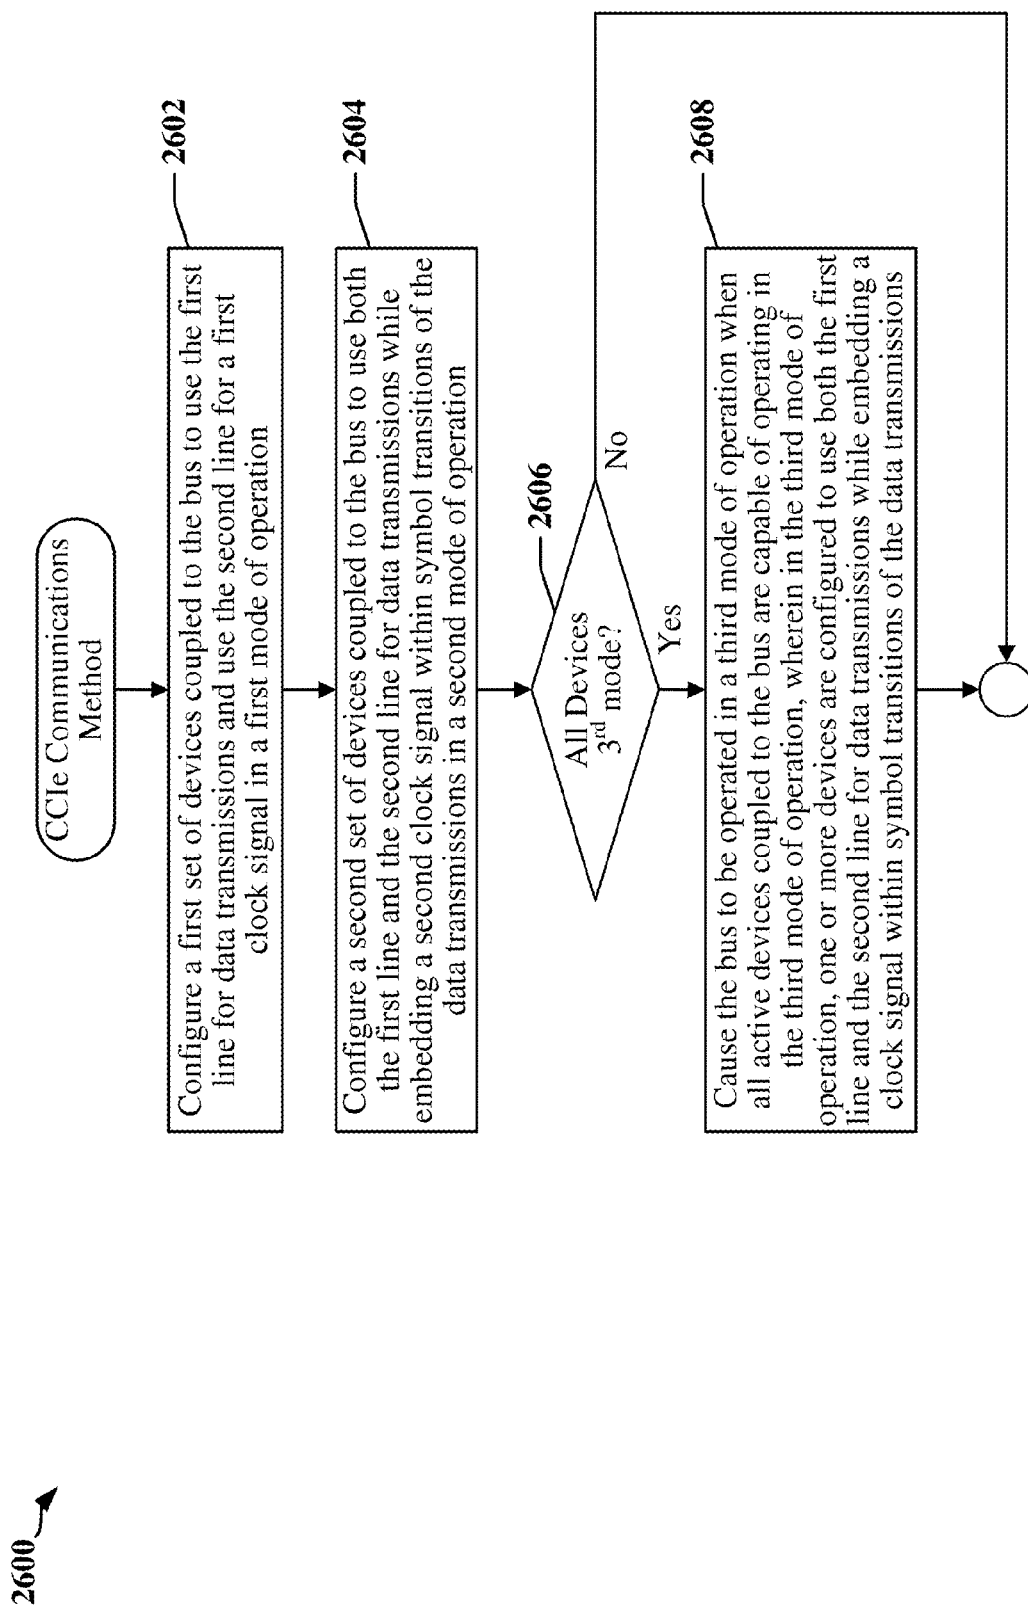 2600
CCIe Communications
Method
2602
Configure a first set of devices coupled to the bus to use the first
line for data transmissions and use the second line for a first
clock signal in a first mode of operation
2604
Configure a second set of devices coupled to the bus to use both
the first line and the second line for data transmissions while
embedding a second clock signal within symbol transitions of the
data transmissions in a second mode of operation
2606
All Devices
3rd mode?
No
Yes
2608
Cause the bus to be operated in a third mode of operation when
all active devices coupled to the bus are capable of operating in
the third mode of operation, wherein in the third mode of
operation, one or more devices are configured to use both the first
line and the second line for data transmissions while embedding a
clock signal within symbol transitions of the data transmissions